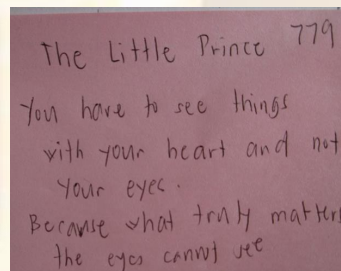 The Little Prince 779
You have to see things
with your heart and not
your eyes.
Because what truly matters
the eyes cannot see